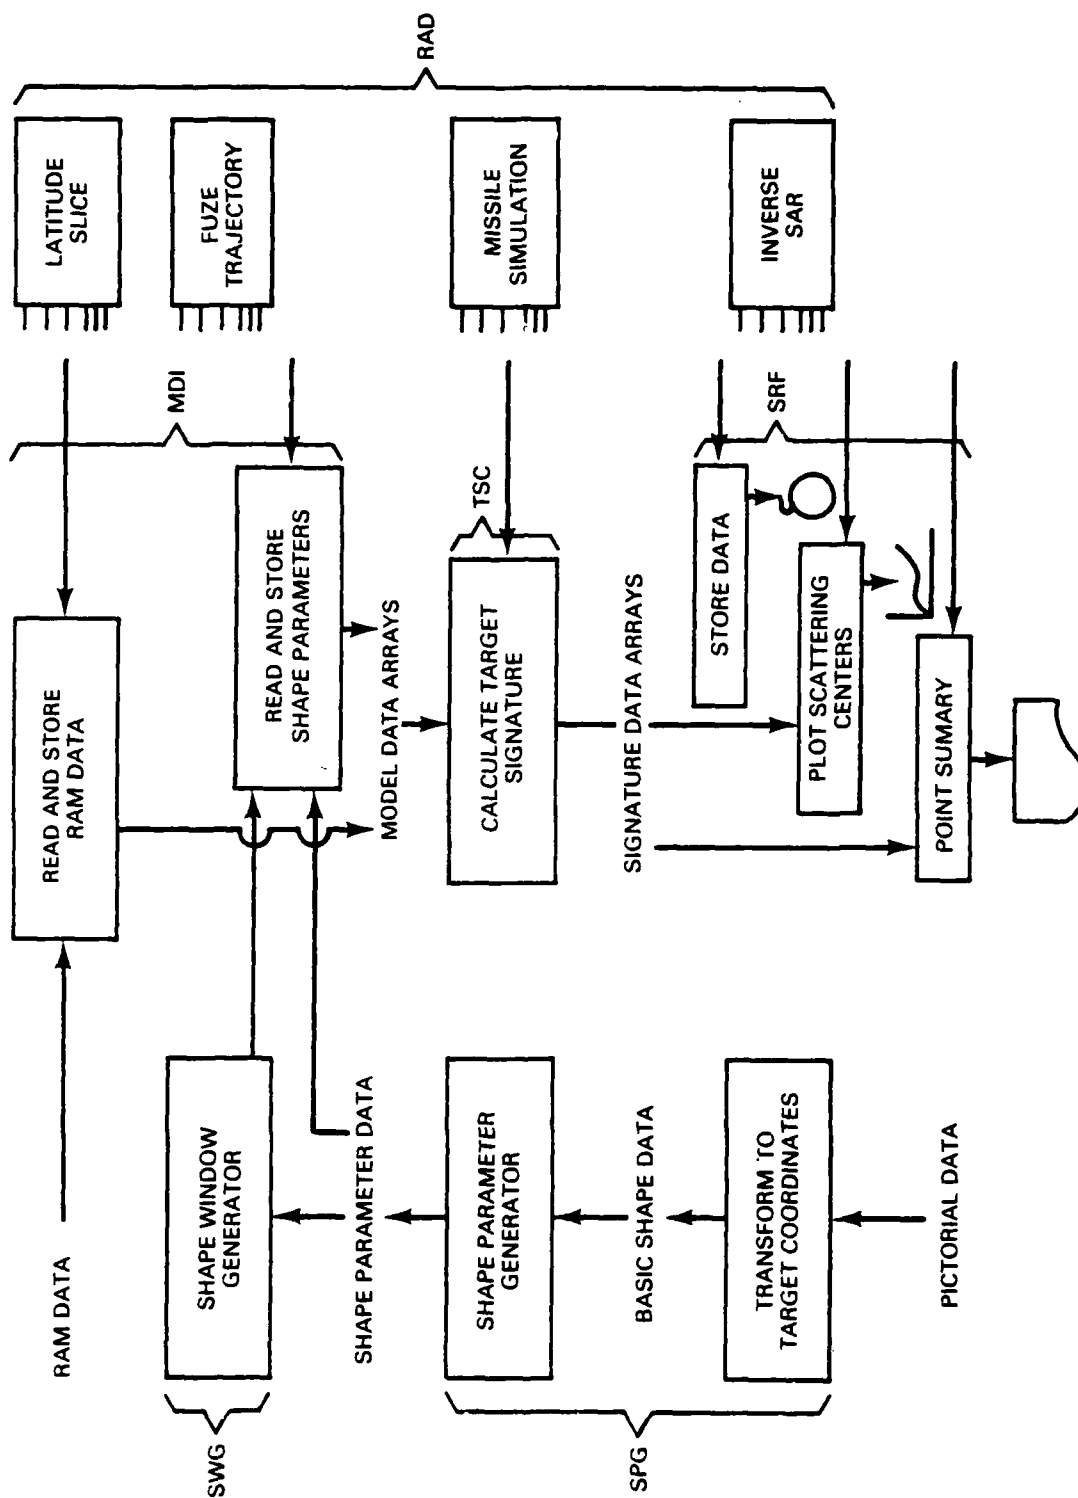 RAM DATA
READ AND STORE
RAM DATA
LATITUDE
SLICE
MDI
RAD
SWG
SHAPE WINDOW
GENERATOR
READ AND STORE
SHAPE PARAMETERS
FUZE
TRAJECTORY
SHAPE PARAMETER DATA
MODEL DATA ARRAYS
SPG
SHAPE PARAMETER
GENERATOR
CALCULATE TARGET
SIGNATURE
TSC
MISSILE
SIMULATION
BASIC SHAPE DATA
SIGNATURE DATA ARRAYS
TRANSFORM TO
TARGET COORDINATES
STORE DATA
SRF
INVERSE
SAR
PLOT SCATTERING
CENTERS
PICTORIAL DATA
POINT SUMARY